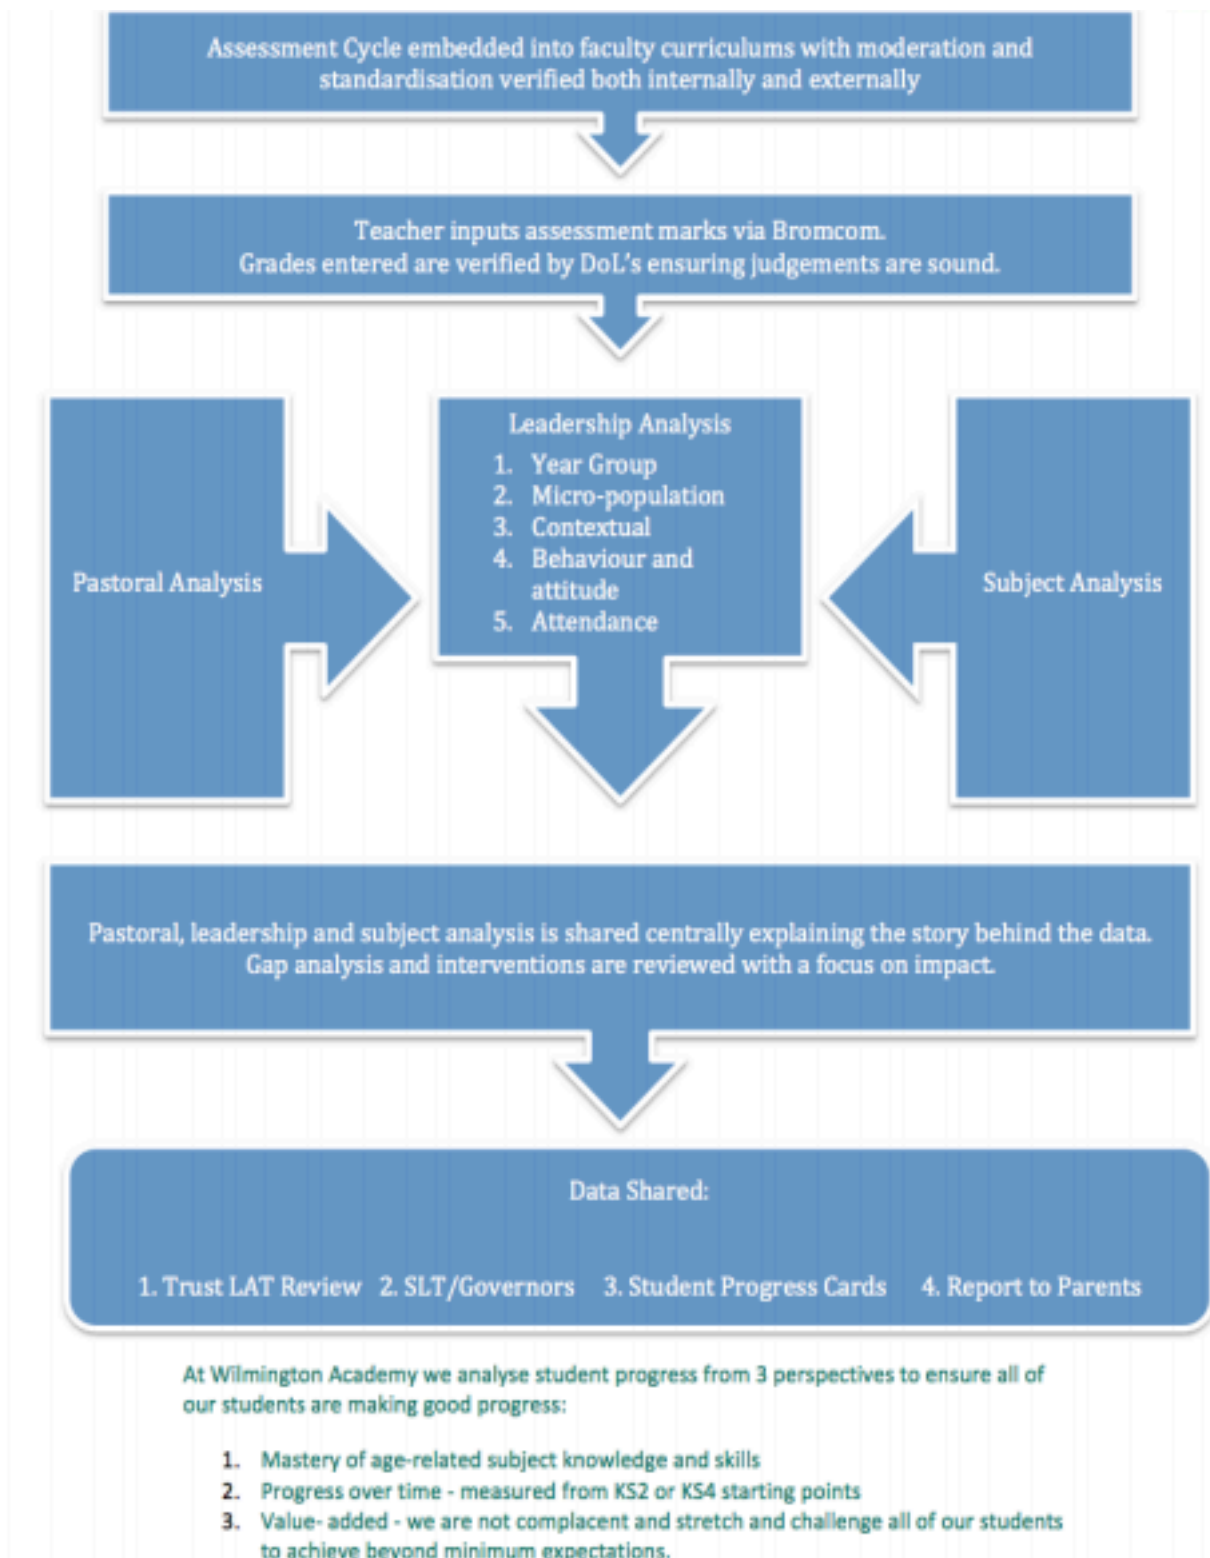 Assessment Cycle embedded into faculty curriculums with moderation and
standardisation verified both internally and externally
Teacher inputs assessment marks via Bromcom.
Grades entered are verified by DoL's ensuring judgements are sound.
Pastoral Analysis
Leadership Analysis
1. Year Group
2. Micro-population
3. Contextual
4. Behaviour and
attitude
5. Attendance
Subject Analysis
Pastoral, leadership and subject analysis is shared centrally explaining the story behind the data.
Gap analysis and interventions are reviewed with a focus on impact.
Data Shared:
1. Trust LAT Review 2. SLT/Governors 3. Student Progress Cards 4. Report to Parents
At Wilmington Academy we analyse student progress from 3 perspectives to ensure all of
our students are making good progress:
1. Mastery of age-related subject knowledge and skills
2. Progress over time - measured from KS2 or KS4 starting points
3. Value- added - we are not complacent and stretch and challenge all of our students
to achieve beyond minimum expectations.